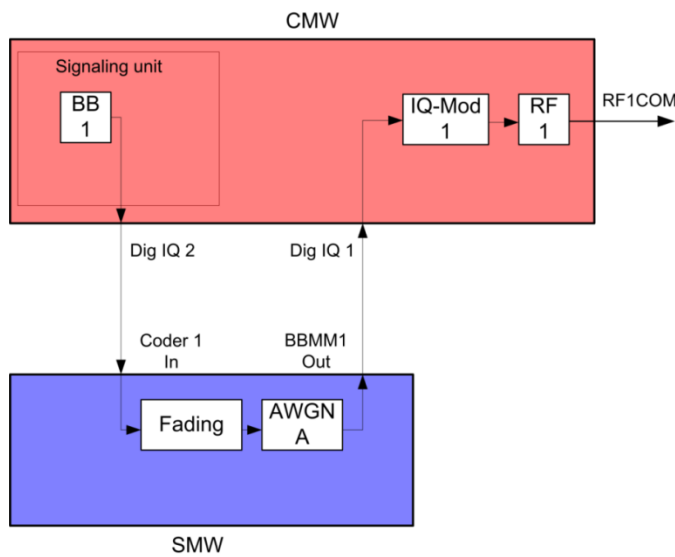 CMW
Signaling unit
BB
1
IQ-Mod
1
RF
1
RF1COM
Dig IQ 2
Dig IQ 1
Coder 1
In
BBMM1
Out
Fading
AWGN
A
SMW